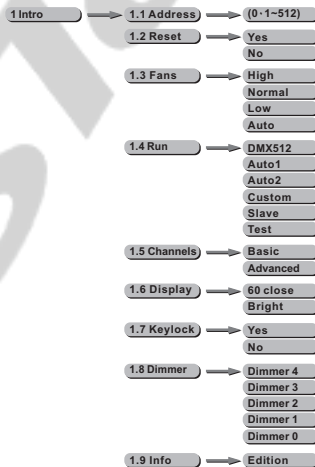 1 Intro
1.1 Address
(0·1~512)
1.2 Reset
Yes
No
1.3 Fans
High
Normal
Low
Auto
1.4 Run
DMX512
Auto1
Auto2
Custom
Slave
Test
1.5 Channels
Basic
Advanced
1.6 Display
60 close
Bright
1.7 Keylock
Yes
No
1.8 Dimmer
Dimmer 4
Dimmer 3
Dimmer 2
Dimmer 1
Dimmer 0
1.9 Info
Edition